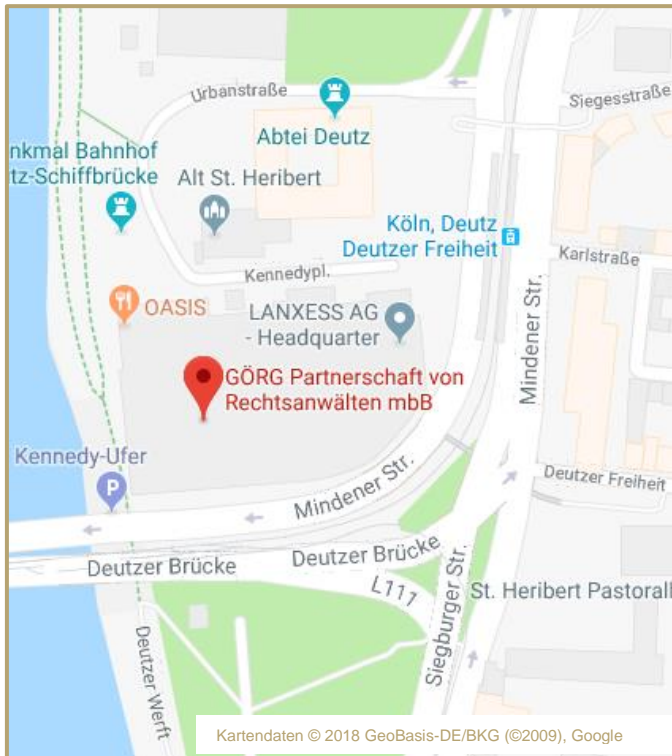 Urbanstraße
Siegesstraße
Abtei Deutz
nkmal Bahnhof
tz-Schiffbrücke
Alt St. Heribert
Köln, Deutz
Deutzer Freiheit
Karlstraße
Kennedypl.
OASIS
LANXESS AG
- Headquarter
Mindener Str.
GÖRG Partnerschaft von
Rechtsanwälten mbB
Kennedy-Ufer
P
Mindener Str.
Deutzer Freiheit
Deutzer Brücke
Deutzer Brücke
L111
St. Heribert Pastoralb
Siegburger Str.
Deutzer Werft
Kartendaten © 2018 GeoBasis-DE/BKG (©2009), Google